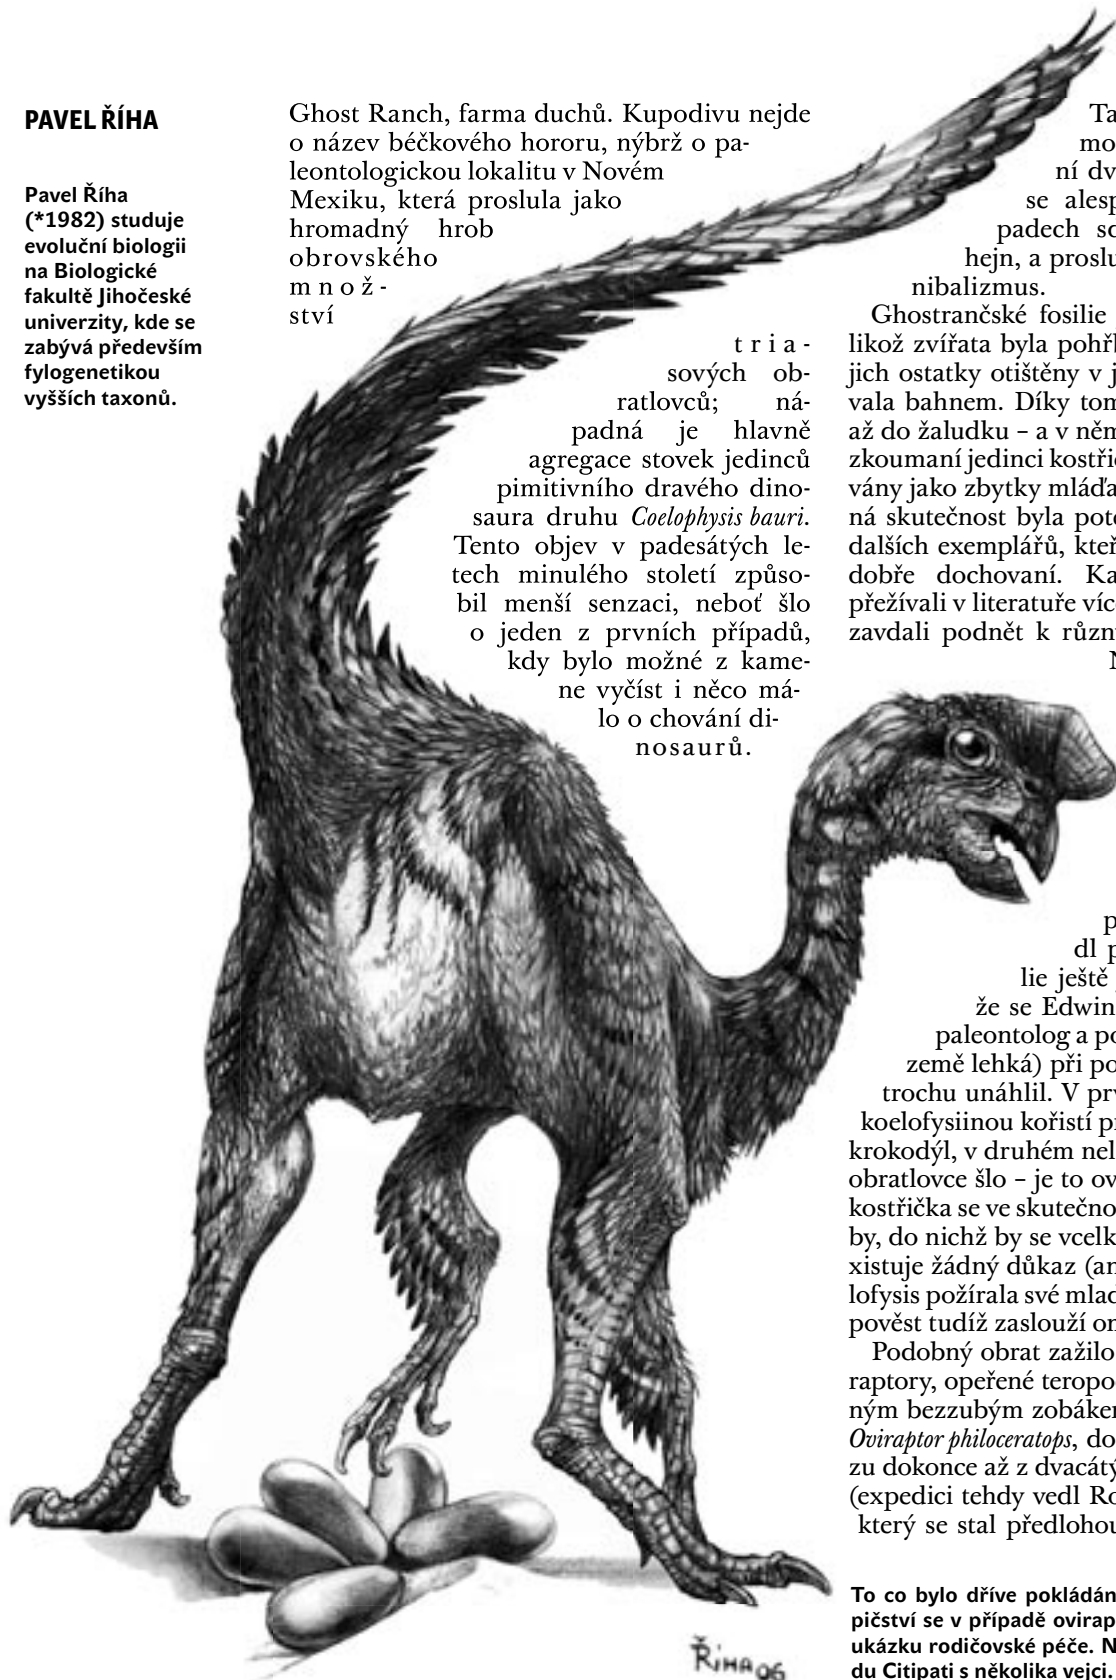 PAVEL ŘÍHA
Pavel Říha
(*1982) studuje
evoluční biologii
na Biologické
fakultě Jihočeské
univerzity, kde se
zabývá především
fylogenetikou
vyšších taxonů.
Ghost Ranch, farma duchů. Kupodivu nejde
o název béčkového hororu, nýbrž o pa-
leontologickou lokalitu v Novém
Mexiku, která proslula jako
hromadný hrob
obrovského
množ-
ství
tria-
sových ob-
ratlovců; ná-
padná je hlavně
agregace stovek jedinců
pimitivního dravého dino-
saura druhu Coelophysis bauri.
Tento objev v padesátých le-
tech minulého století způso-
bil menší senzaci, neboť šlo
o jeden z prvních případů,
kdy bylo možné z kame-
ne vyčíst i něco má-
lo o chování di-
nosaurů.
Ta
mo
ní dv
se alesp
padech sc
hejn, a proslu
nibalizmus.
Ghostrančské fosilie
likož zvířata byla pohř
jich ostatky otištěny v j
vala bahnem. Díky tom
až do žaludku – a v něm
zkoumaní jedinci kostři
vány jako zbytky mláďa
ná skutečnost byla pot
dalších exemplářů, kte
dobře dochovaní. Ka
přežívali v literatuře víc
zavdali podnět k různ
N
p
dl p
lie ještě
že se Edwin
paleontolog a po
země lehká) při po
trochu unáhlil. V prv
koelofysiinou kořistí p
krokodýl, v druhém nel
obratlovce šlo – je to ov
kostřička se ve skutečno
by, do nichž by se vcelk
xistuje žádný důkaz (an
lofysis požírala své mlad
pověst tudíž zaslouží o
Podobný obrat zažilo
raptory, opeřené teropo
ným bezzubým zobáke
Oviraptor philoceratops, do
zu dokonce až z dvacátý
(expedici tehdy vedl Ro
který se stal předlohou
To co bylo dříve pokládán
pičství se v případě ovirap
ukázku rodičovské péče. N
du Citipati s několika vejci.
ŘÍHA 06